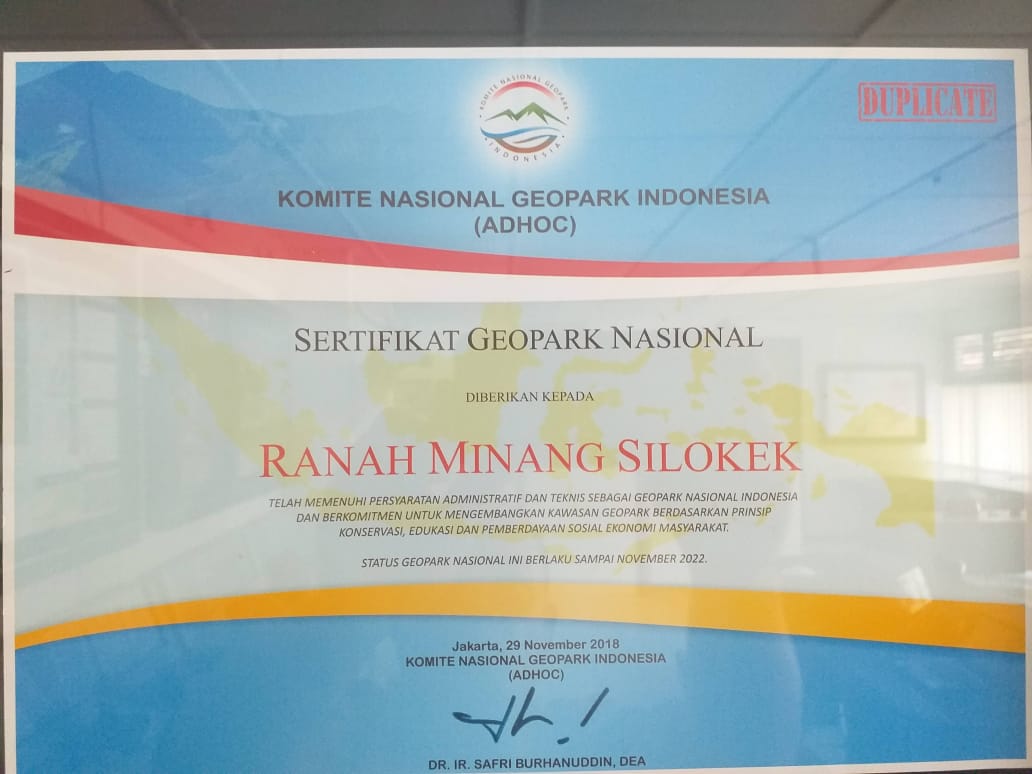 KOMITE NASIONAL GEOPARK
INDONESIA
DUPLICATE
KOMITE NASIONAL GEOPARK INDONESIA
(ADHOC)
SERTIFIKAT GEOPARK NASIONAL
DIBERIKAN KEPADA
RANAH MINANG SILOKEK
TELAH MEMENUHI PERSYARATAN ADMINISTRATIF DAN TEKNIS SEBAGAI GEOPARK NASIONAL INDONESIA
DAN BERKOMITMEN UNTUK MENGEMBANGKAN KAWASAN GEOPARK BERDASARKAN PRINSIP
KONSERVASI, EDUKASI DAN PEMBERDAYAAN SOSIAL EKONOMI MASYARAKAT.
STATUS GEOPARK NASIONAL INI BERLAKU SAMPAI NOVEMBER 2022.
Jakarta, 29 November 2018
KOMITE NASIONAL GEOPARK INDONESIA
(ADHOC)
DR. IR. SAFRI BURHANUDDIN, DEA